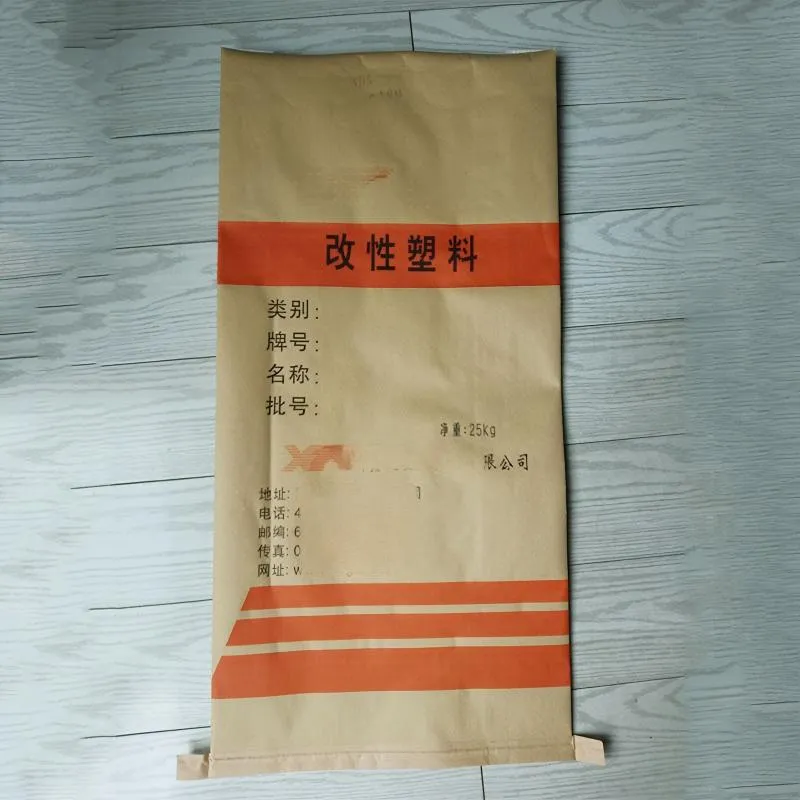 改性塑料
类别：
牌号：
名称：
批号：
净重：25Kg
限公司
地址：
电话：4
邮编：6
传真：0
网址：w